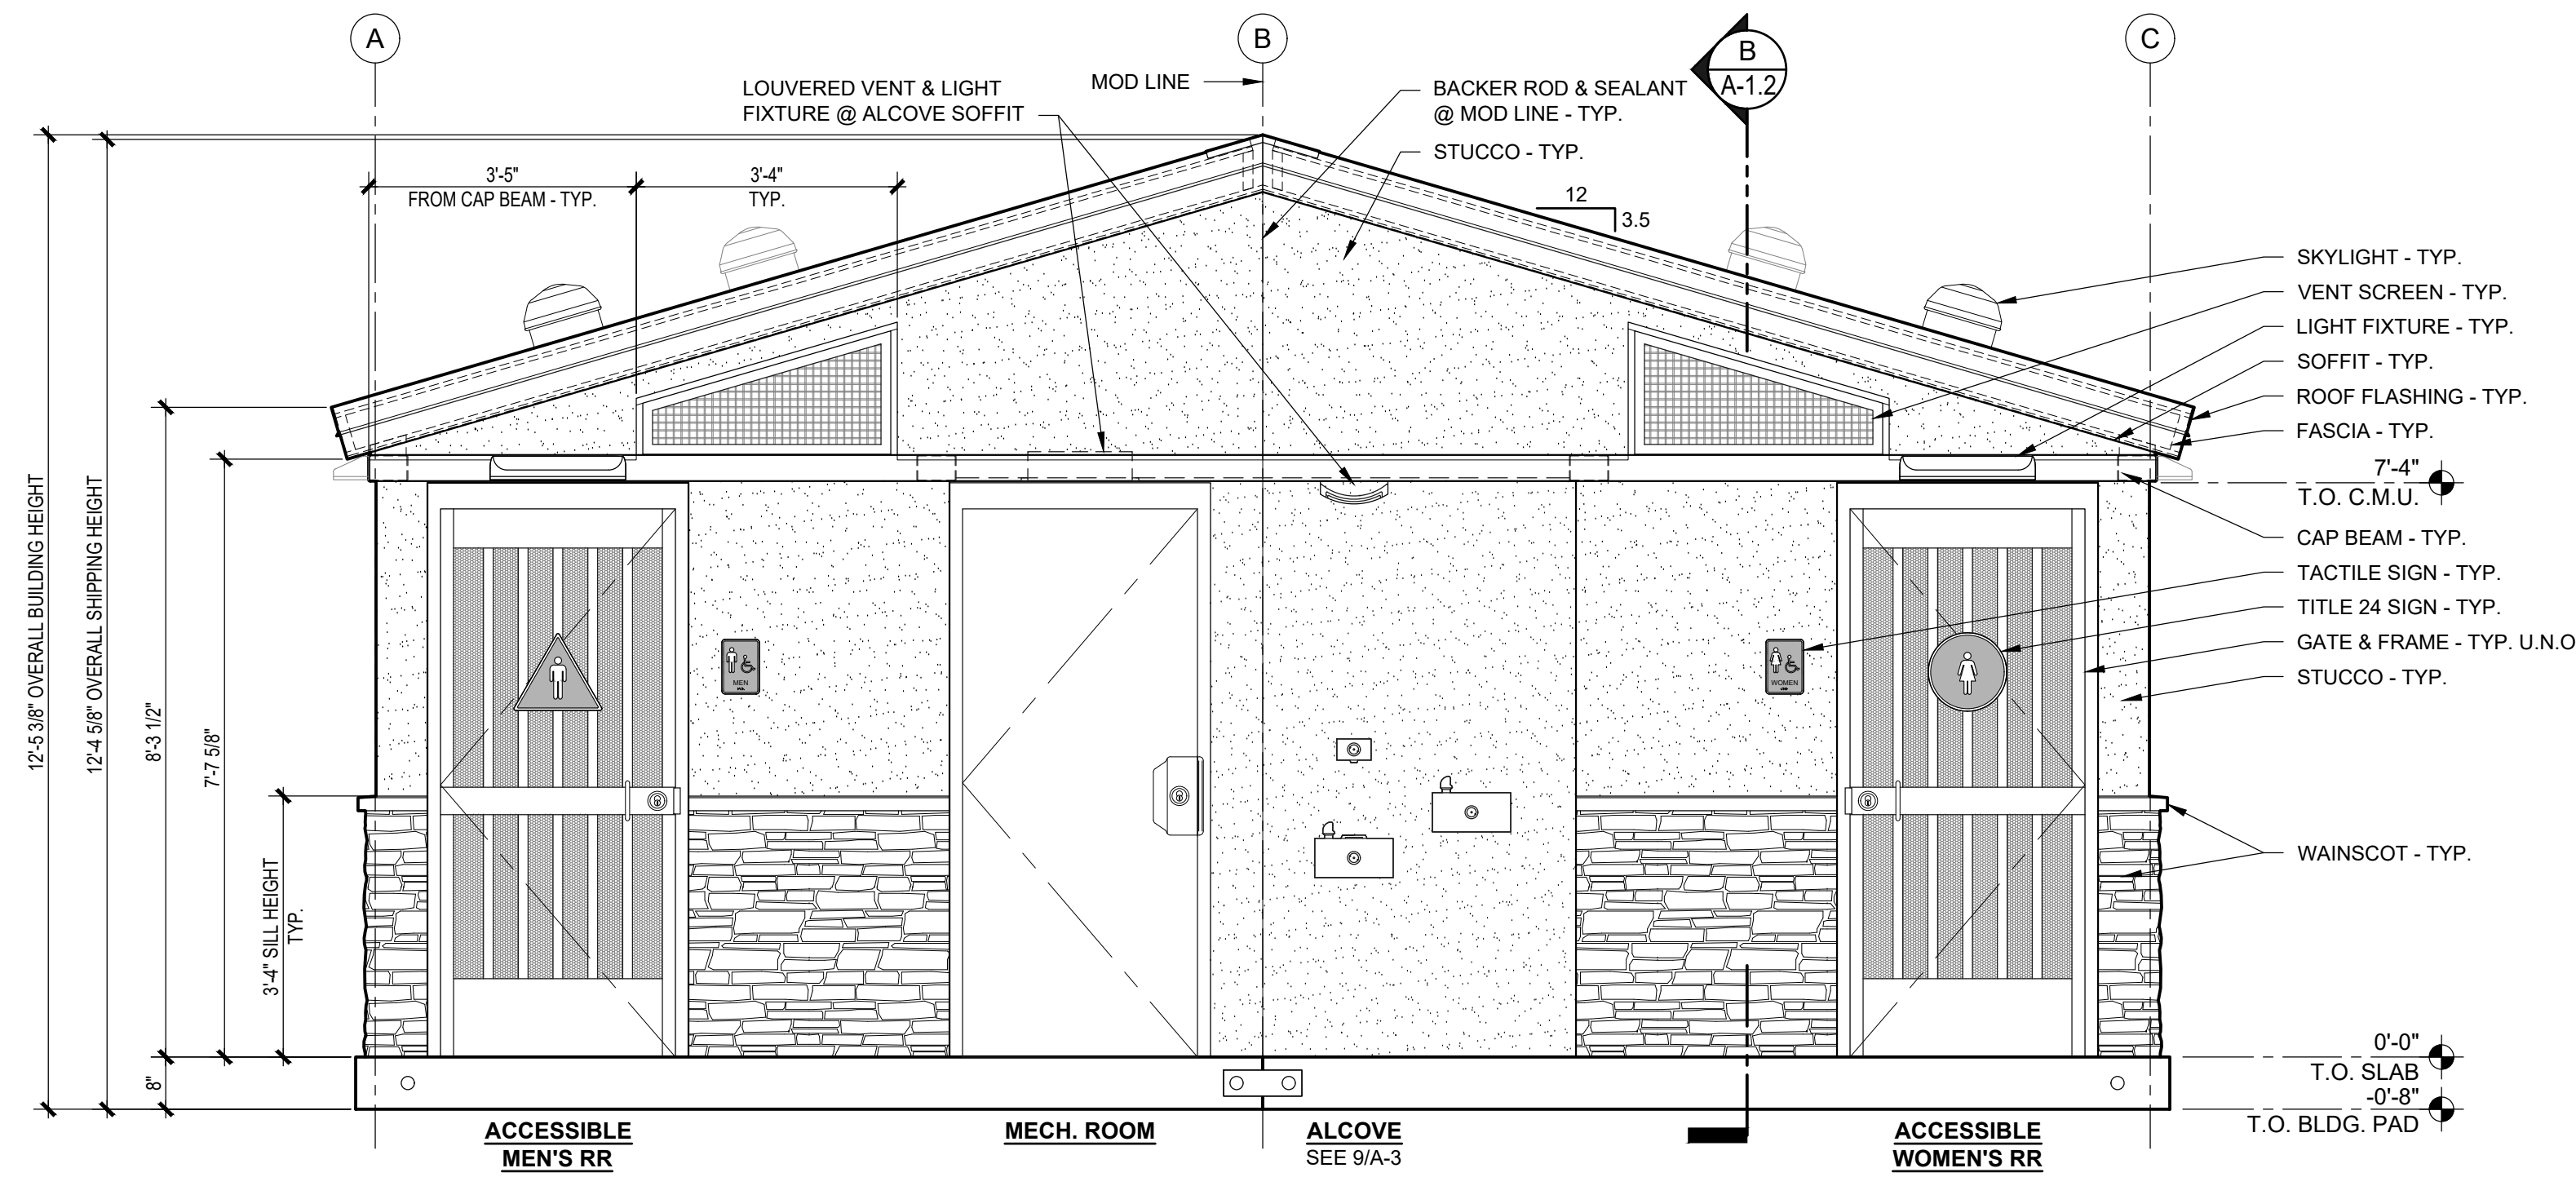 A
B
C
B
A-1.2
LOUVERED VENT & LIGHT
FIXTURE @ ALCOVE SOFFIT
MOD LINE
BACKER ROD & SEALANT
@ MOD LINE - TYP.
STUCCO - TYP.
3'-5"
FROM CAP BEAM - TYP.
3'-4"
TYP.
12
3.5
SKYLIGHT - TYP.
VENT SCREEN - TYP.
LIGHT FIXTURE - TYP.
SOFFIT - TYP.
ROOF FLASHING - TYP.
FASCIA - TYP.
7'-4"
T.O. C.M.U.
CAP BEAM - TYP.
TACTILE SIGN - TYP.
TITLE 24 SIGN - TYP.
GATE & FRAME - TYP. U.N.O
STUCCO - TYP.
WAINSCOT - TYP.
12'-5 3/8" OVERALL BUILDING HEIGHT
12'-4 5/8" OVERALL SHIPPING HEIGHT
8'-3 1/2"
7'-7 5/8"
3'-4" SILL HEIGHT
TYP.
8"
MEN
WOMEN
0'-0"
T.O. SLAB
-0'-8"
T.O. BLDG. PAD
ACCESSIBLE
MEN'S RR
MECH. ROOM
ALCOVE
SEE 9/A-3
ACCESSIBLE
WOMEN'S RR